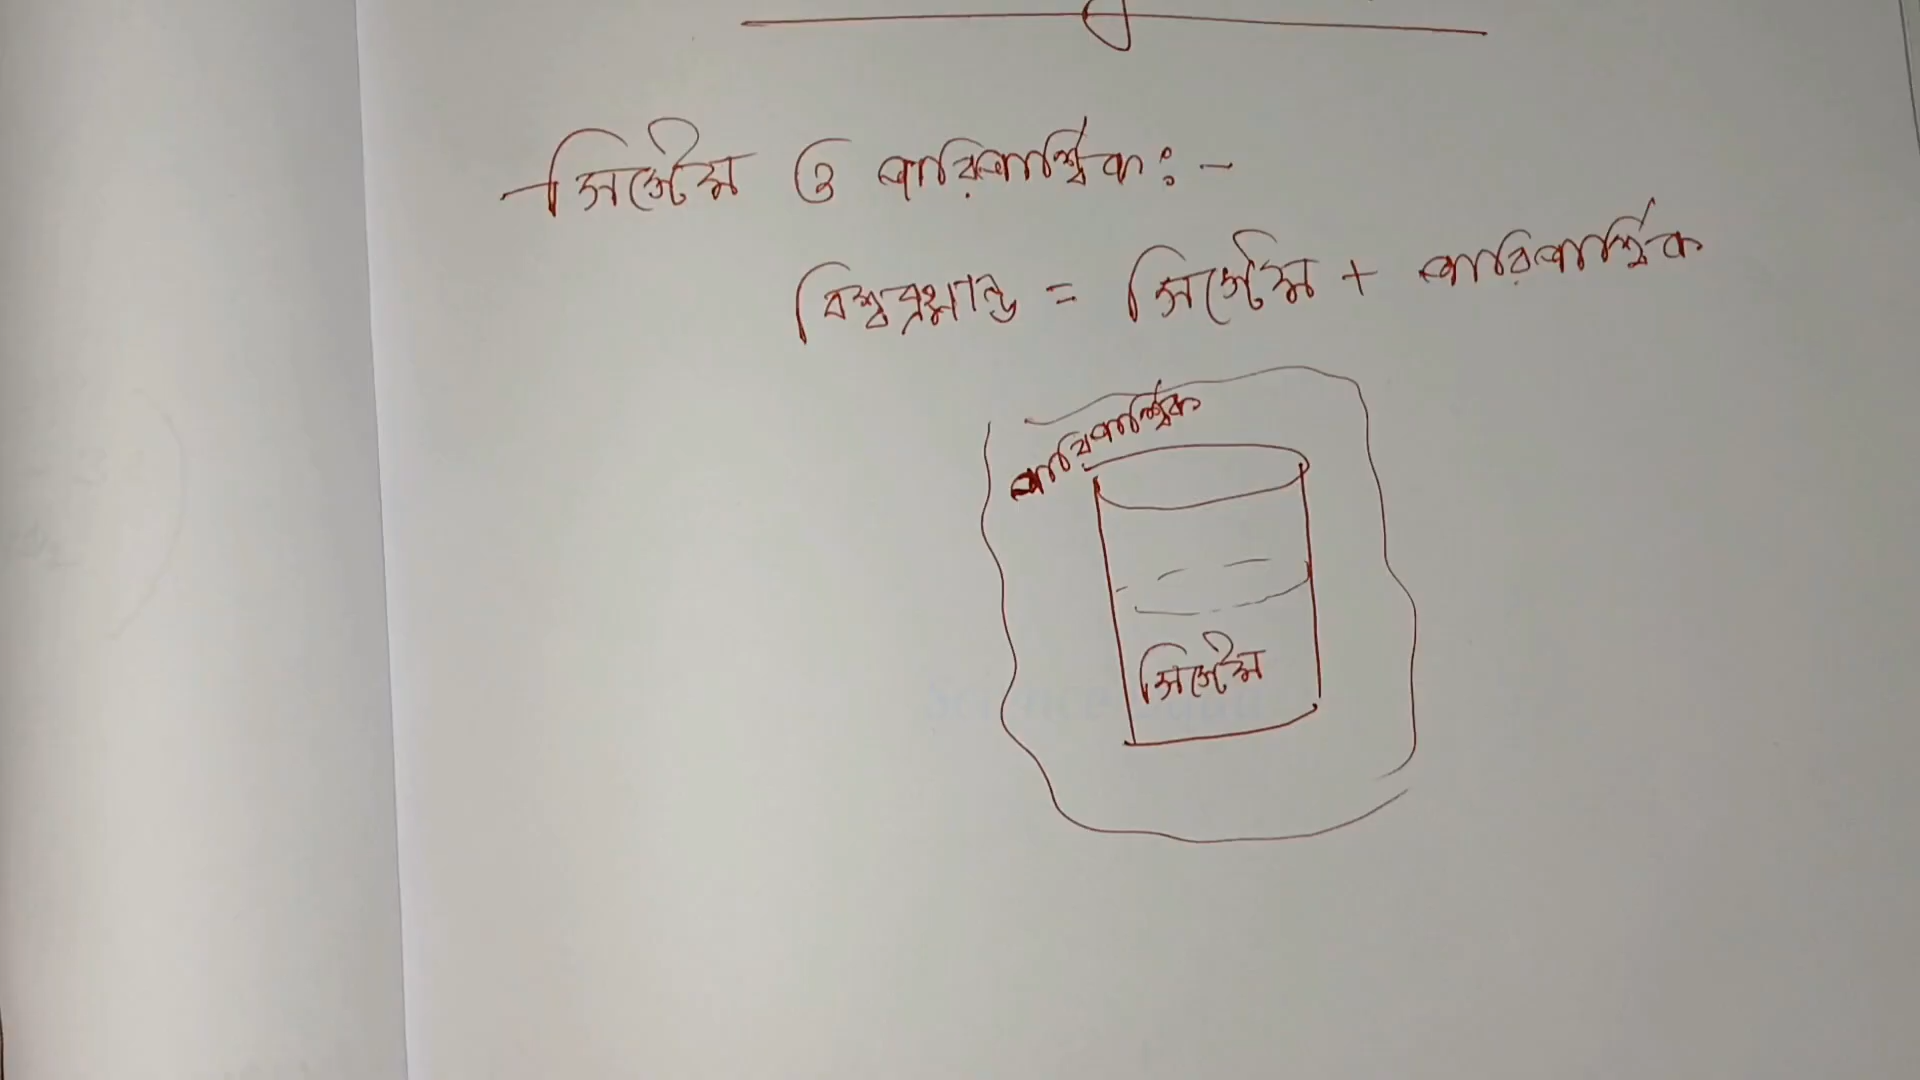 সিস্টেম ও পারিপার্শ্বিক :-
বিশ্বব্রহ্মান্ড = সিস্টেম + পারিপার্শ্বিক
পারিপার্শ্বিক
সিস্টেম